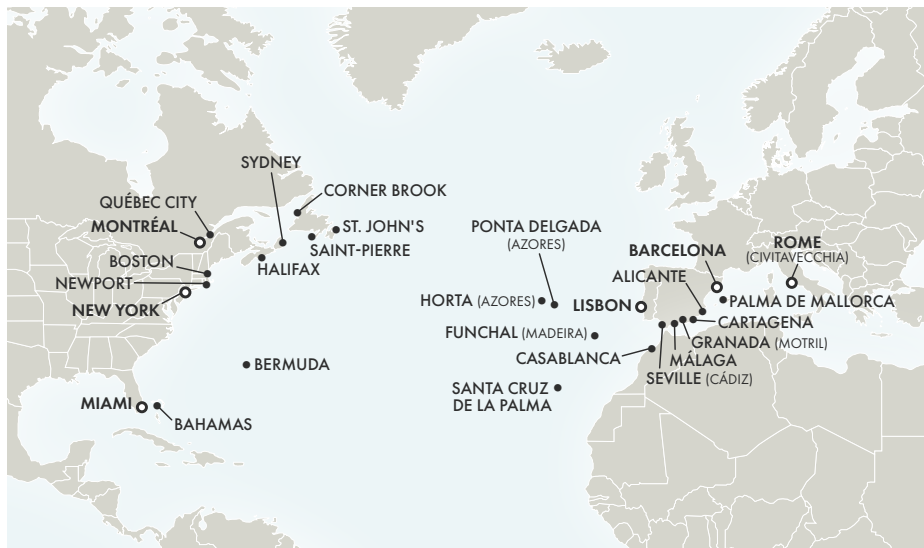 SYDNEY
CORNER BROOK
QUÉBEC CITY
MONTRÉAL
ST. JOHN'S
SAINT-PIERRE
BOSTON
HALIFAX
NEWPORT
NEW YORK
BERMUDA
MIAMI
BAHAMAS
PONTA DELGADA
(AZORES)
HORTA (AZORES)
LISBON
FUNCHAL (MADEIRA)
CASABLANCA
SANTA CRUZ
DE LA PALMA
BARCELONA
ALICANTE
ROME
(CIVITAVECCHIA)
PALMA DE MALLORCA
CARTAGENA
GRANADA (MOTRIL)
MÁLAGA
SEVILLE (CÁDIZ)